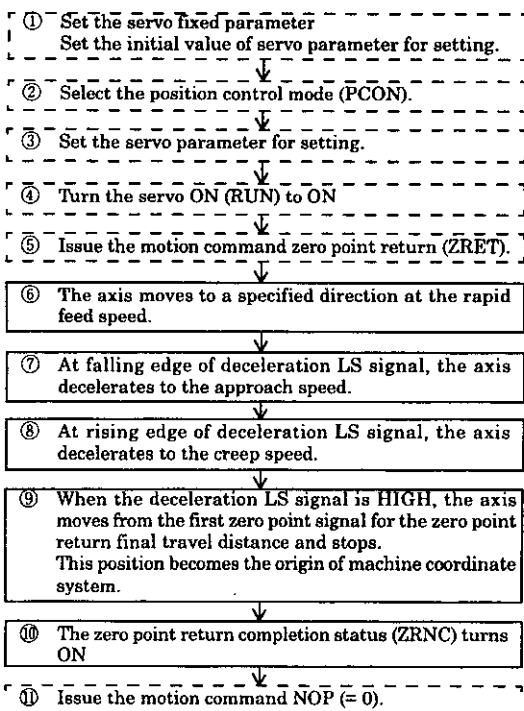 ① Set the servo fixed parameter
Set the initial value of servo parameter for setting.
② Select the position control mode (PCON).
③ Set the servo parameter for setting.
④ Turn the servo ON (RUN) to ON
⑤ Issue the motion command zero point return (ZRET).
⑥ The axis moves to a specified direction at the rapid
feed speed.
⑦ At falling edge of deceleration LS signal, the axis
decelerates to the approach speed.
⑧ At rising edge of deceleration LS signal, the axis
decelerates to the creep speed.
⑨ When the deceleration LS signal is HIGH, the axis
moves from the first zero point signal for the zero point
return final travel distance and stops.
This position becomes the origin of machine coordinate
system.
⑩ The zero point return completion status (ZRNC) turns
ON
⑪ Issue the motion command NOP (= 0).